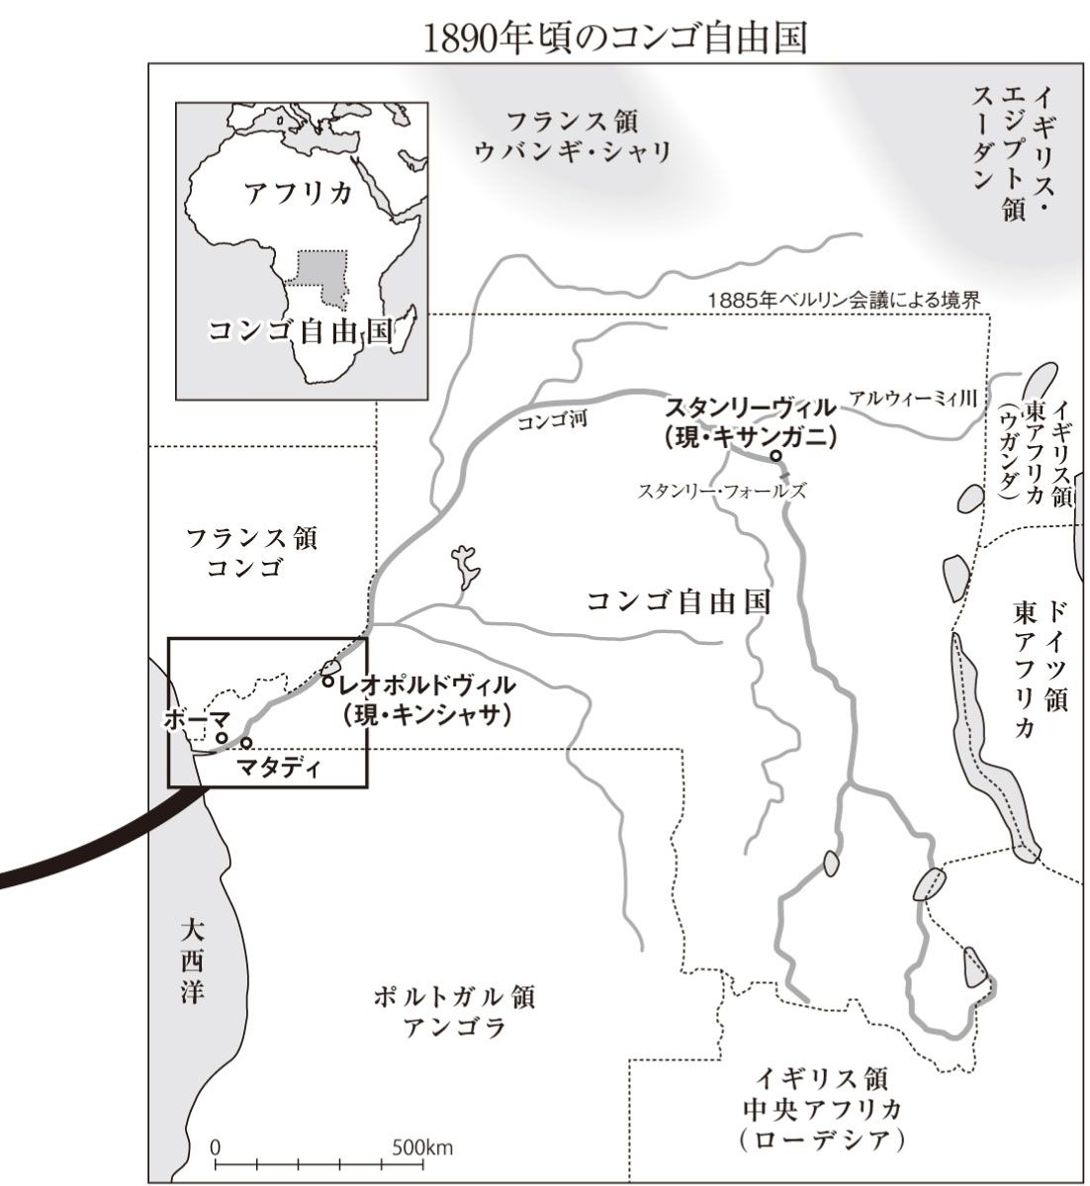 1890年頃のコンゴ自由国
フランス領
ウバンギ・シャリ
イギリス・
エジプト領
スーダン
アフリカ
コンゴ自由国
1885年ベルリン会議による境界
スタンリーヴィル
(現・キサンガニ)
アルウィーミィ川
コンゴ河
イギリス領
東アフリカ
(ウガンダ)
スタンリー・フォールズ
フランス領
コンゴ
コンゴ自由国
ドイツ領
東アフリカ
レオポルドヴィル
(現・キンシャサ)
ボーマ
マタディ
大西洋
ポルトガル領
アンゴラ
イギリス領
中央アフリカ
(ローデシア)
0 500km